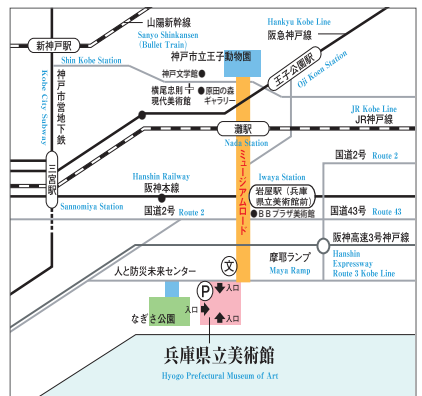 山陽新幹線
Sanyo Shinkansen
(Bullet Train)
Hankyu Kobe Line
阪急神戸線
新神戸駅
Shin Kobe Station
神戸市立王子動物園
王子公園駅
Oji Koen Station
神戸文学館
横尾忠則
現代美術館
原田の森
ギャラリー
神戸市営地下鉄
Kobe City Subway
JR Kobe Line
JR神戸線
灘駅
Nada Station
国道2号 Route 2
ミュージアムロード
三宮駅
Sannomiya Station
Hanshin Railway
阪神本線
Iwaya Station
岩屋駅(兵庫
県立美術館前)
国道2号 Route 2
BBプラザ美術館
国道43号 Route 43
阪神高速3号神戸線
Hanshin
Expressway
Route 3 Kobe Line
摩耶ランプ
Maya Ramp
人と防災未来センター
文
P
入口
入口
入口
なぎさ公園
兵庫県立美術館
Hyogo Prefectural Museum of Art